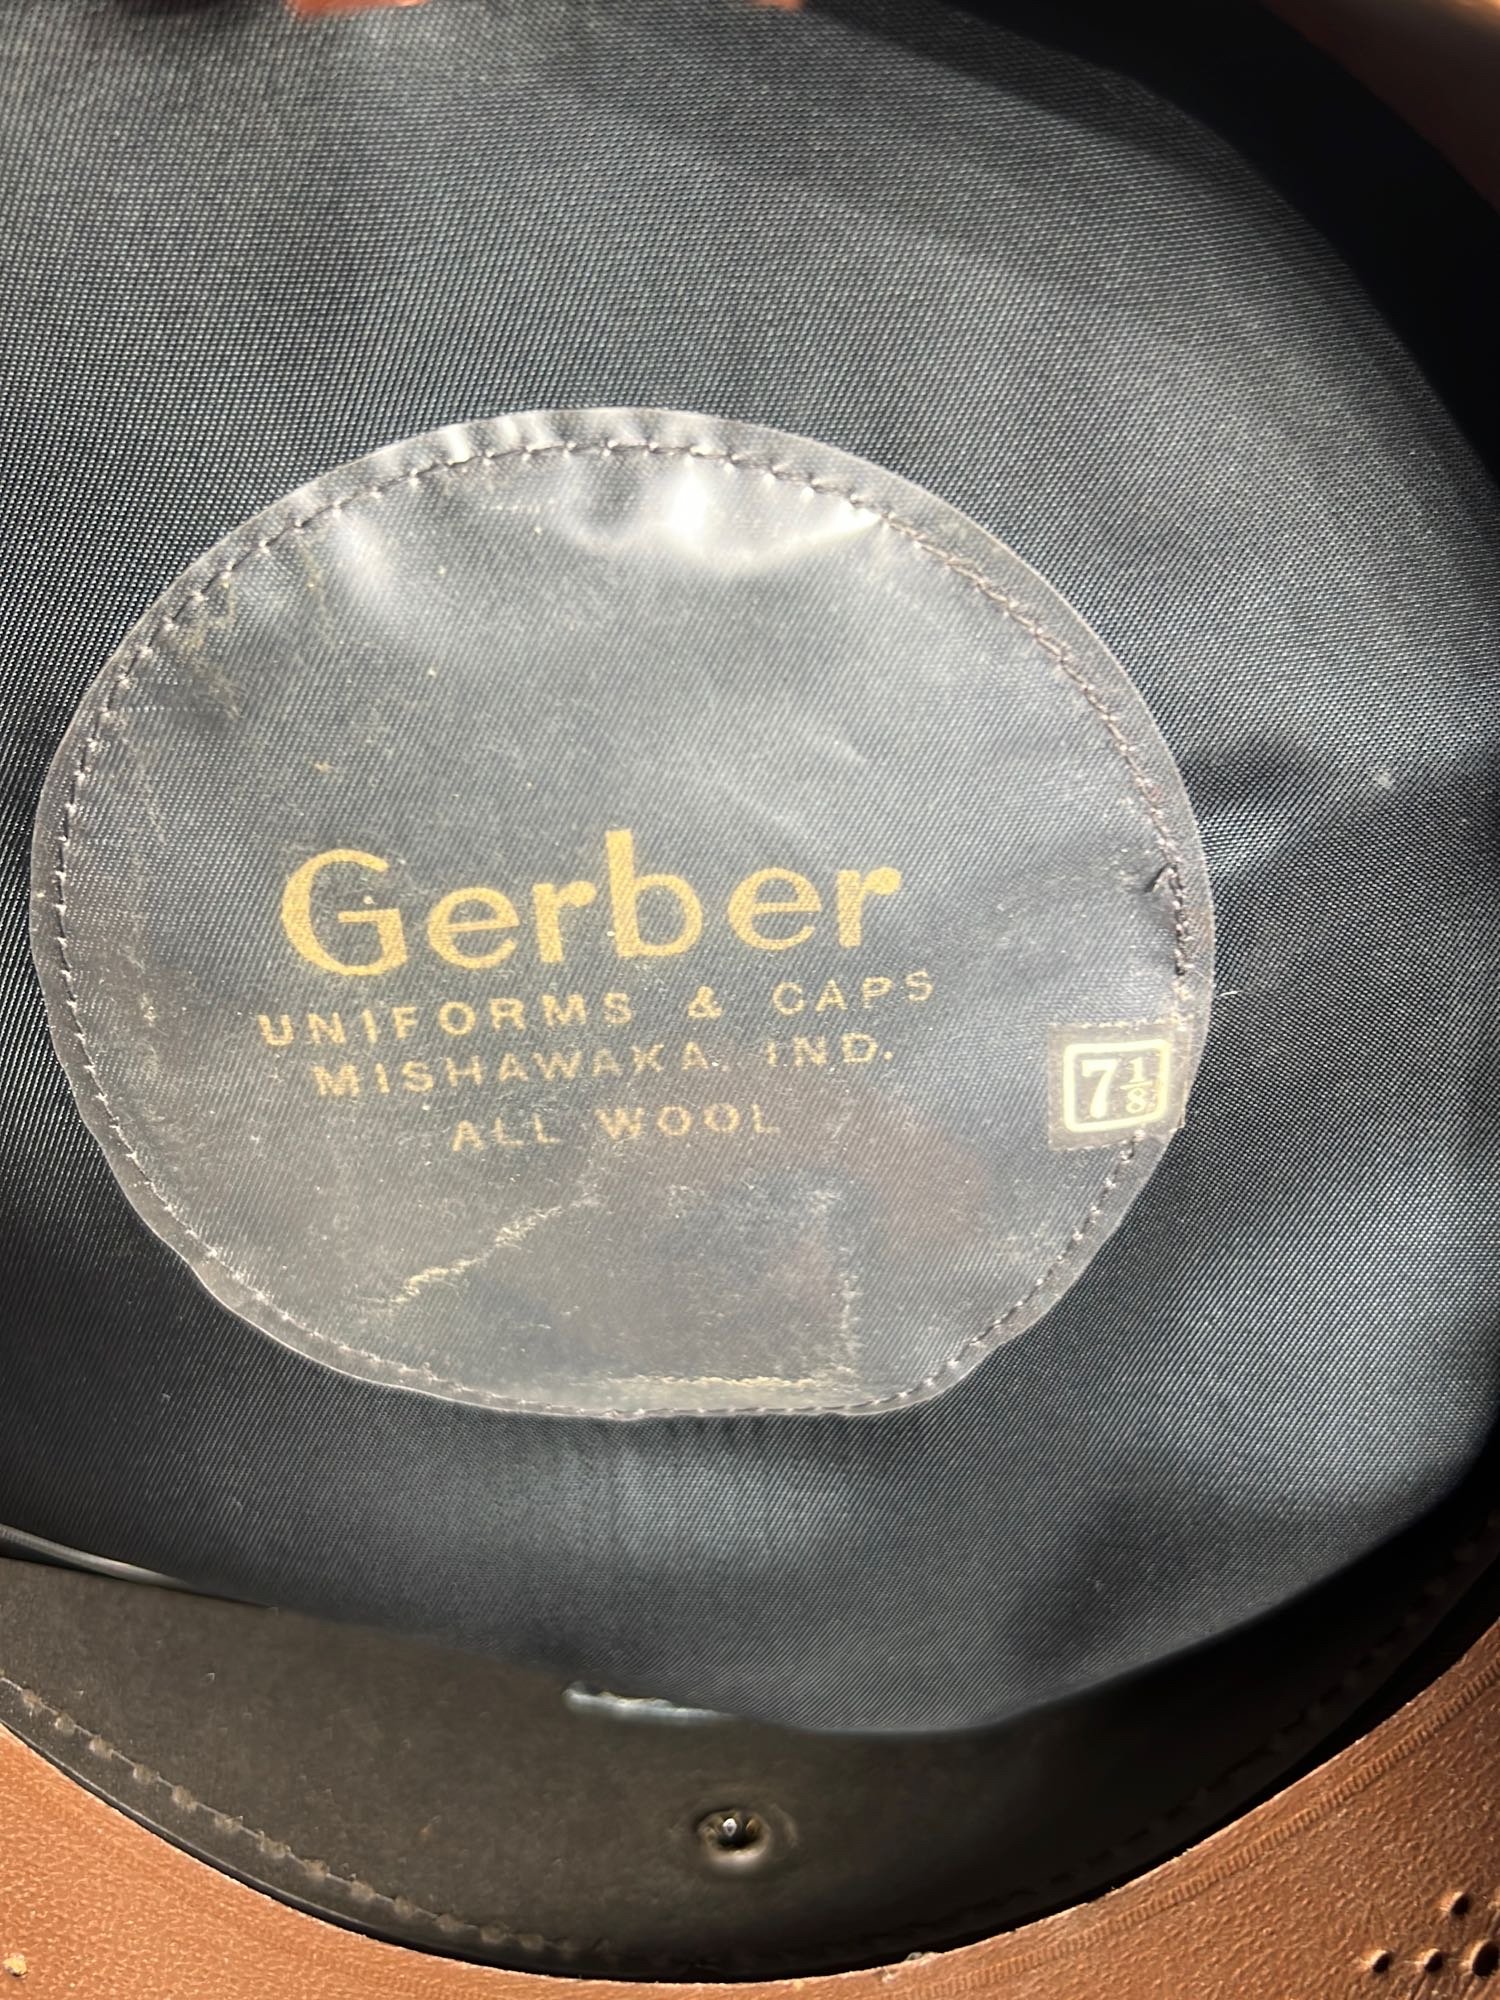 Gerber
UNIFORMS & CAPS
MISHAWAKA, IND.
ALL WOOL
7 1/8